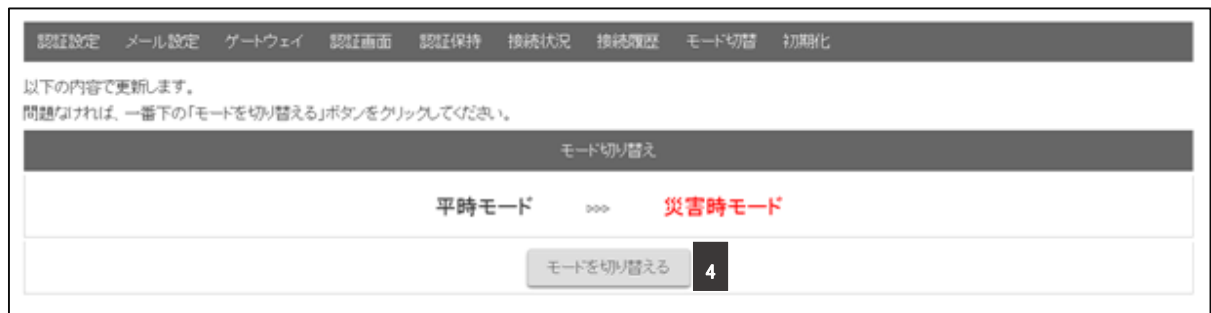 認証設定 メール設定 ゲートウェイ 認証画面 認証保持 接続状況 接続履歴 モード切替 初期化
以下の内容で更新します。
問題なければ、一番下の「モードを切り替える」ボタンをクリックしてください。
モード切り替え
平時モード >>> 災害時モード
モードを切り替える 4